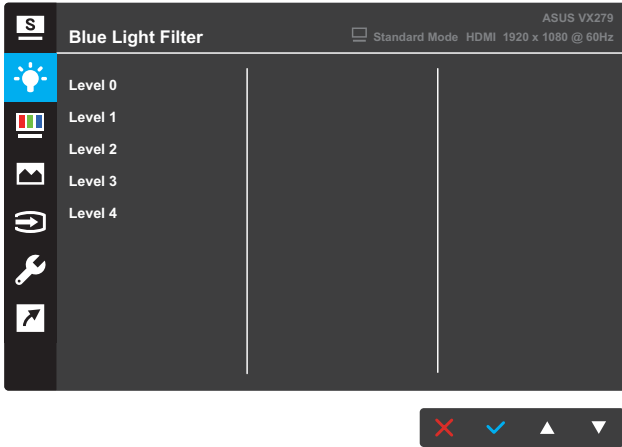 S
ASUS VX279
Blue Light Filter
Standard Mode HDMI 1920 x 1080 @ 60Hz
Level 0
Level 1
Level 2
Level 3
Level 4